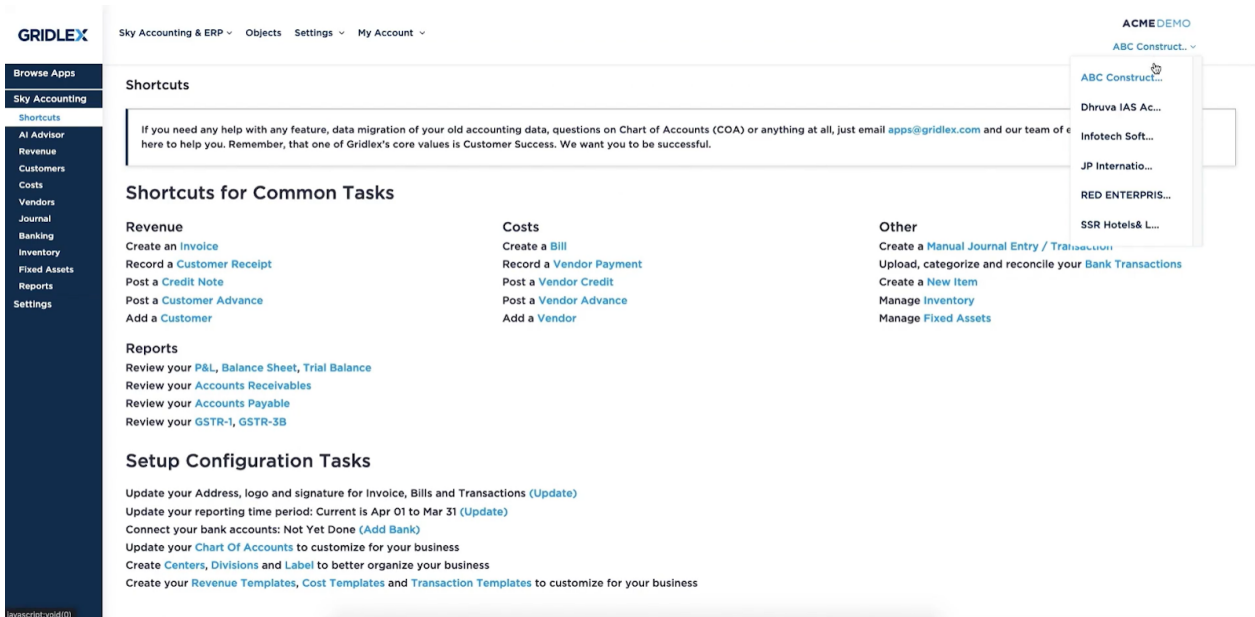 GRIDLEX
Sky Accounting & ERP Objects Settings My Account
ACMEDEMO
ABC Construct..
ABC Construct...
Dhruva IAS Ac...
Infotech Soft...
JP Internatio...
RED ENTERPRIS...
SSR Hotels& L...
Browse Apps
Sky Accounting
Shortcuts
AI Advisor
Revenue
Customers
Costs
Vendors
Journal
Banking
Inventory
Fixed Assets
Reports
Settings
Shortcuts
If you need any help with any feature, data migration of your old accounting data, questions on Chart of Accounts (COA) or anything at all, just email apps@gridlex.com and our team of
here to help you. Remember, that one of Gridlex's core values is Customer Success. We want you to be successful.
Shortcuts for Common Tasks
Revenue
Create an Invoice
Record a Customer Receipt
Post a Credit Note
Post a Customer Advance
Add a Customer
Costs
Create a Bill
Record a Vendor Payment
Post a Vendor Credit
Post a Vendor Advance
Add a Vendor
Other
Create a Manual Journal Entry / Transaction
Upload, categorize and reconcile your Bank Transactions
Create a New Item
Manage Inventory
Manage Fixed Assets
Reports
Review your P&L, Balance Sheet, Trial Balance
Review your Accounts Receivables
Review your Accounts Payable
Review your GSTR-1, GSTR-3B
Setup Configuration Tasks
Update your Address, logo and signature for Invoice, Bills and Transactions (Update)
Update your reporting time period: Current is Apr 01 to Mar 31 (Update)
Connect your bank accounts: Not Yet Done (Add Bank)
Update your Chart Of Accounts to customize for your business
Create Centers, Divisions and Label to better organize your business
Create your Revenue Templates, Cost Templates and Transaction Templates to customize for your business
javascript:void(0)